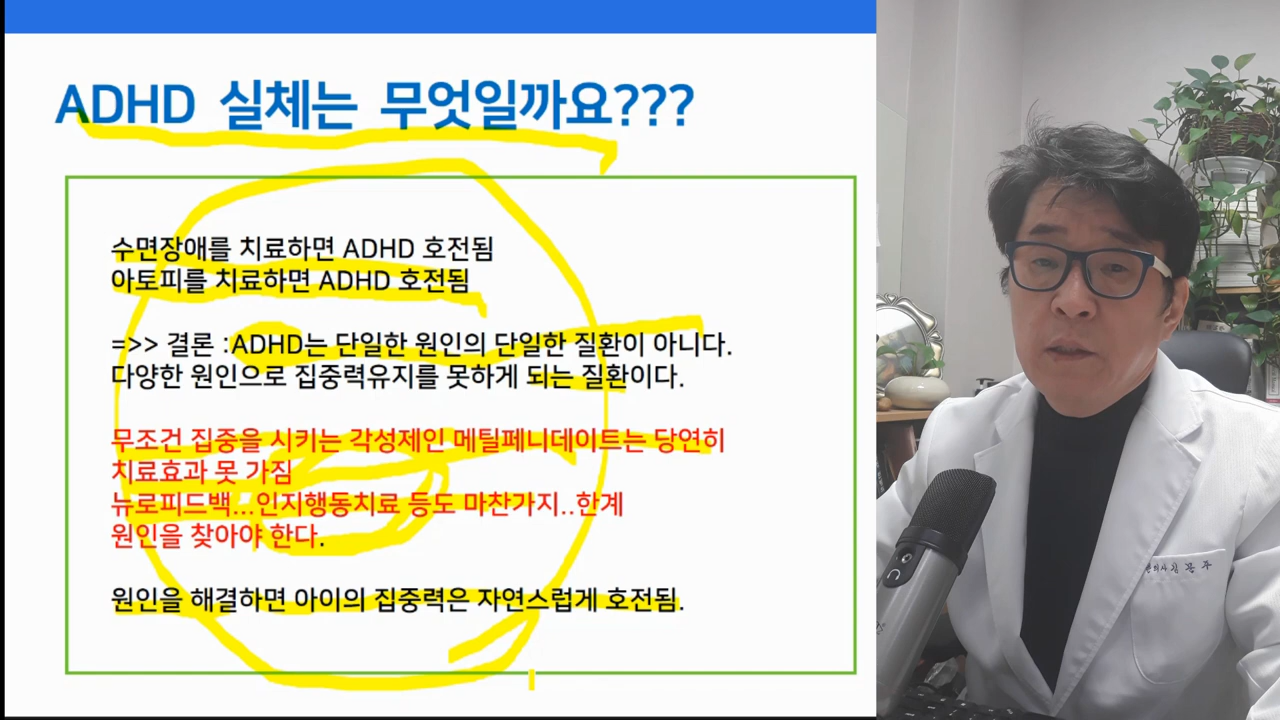 ADHD 실체는 무엇일까요???
수면장애를 치료하면 ADHD 호전됨
아토피를 치료하면 ADHD 호전됨
=>> 결론 :ADHD는 단일한 원인의 단일한 질환이 아니다.
다양한 원인으로 집중력유지를 못하게 되는 질환이다.
무조건 집중을 시키는 각성제인 메틸페니데이트는 당연히
치료효과 못 가짐
뉴로피드백...인지행동치료 등도 마찬가지..한계
원인을 찾아야 한다.
원인을 해결하면 아이의 집중력은 자연스럽게 호전됨.